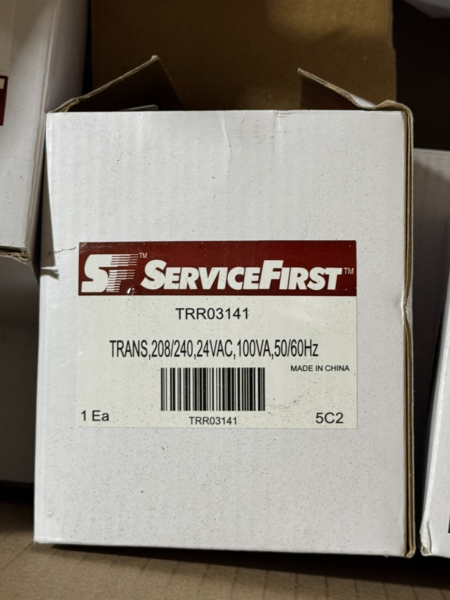 SF™ SERVICEFIRST™
TRR03141
TRANS,208/240,24VAC,100VA,50/60Hz
MADE IN CHINA
1 Ea
TRR03141
5C2